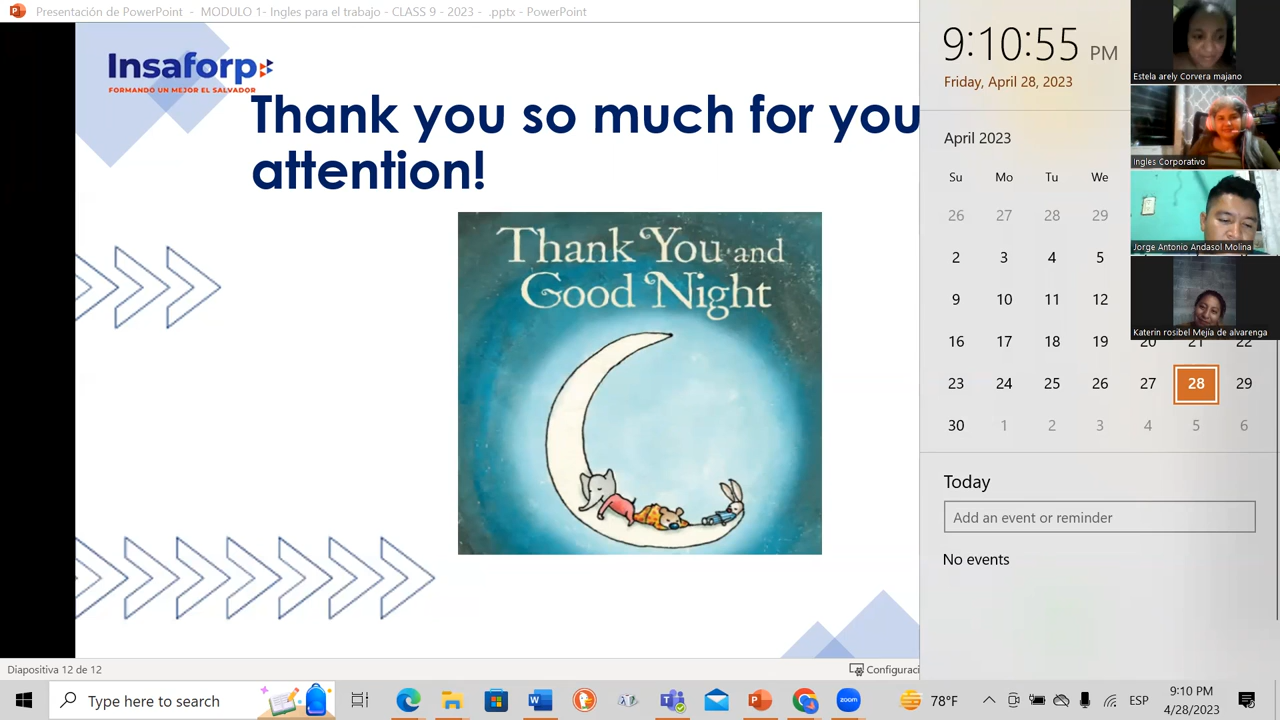 Presentación de PowerPoint - MODULO 1- Ingles para el trabajo - CLASS 9 - 2023 - .pptx - PowerPoint
Insaforp
FORMANDO UN MEJOR EL SALVADOR
Thank you so much for you
attention!
Thank You and
Good Night
9:10:55 PM
Friday, April 28, 2023
April 2023
Su Mo Tu We
26 27 28 29
2 3 4 5
9 10 11 12
16 17 18 19 20 21 22
23 24 25 26 27 28 29
30 1 2 3 4 5 6
Today
Add an event or reminder
No events
Estela arely Corvera majano
Ingles Corporativo
Jorge Antonio Andasol Molina
Katerin rosibel Mejía de alvarenga
Diapositiva 12 de 12
Configuraci
Type here to search
zoom
78°F
ESP
9:10 PM
4/28/2023